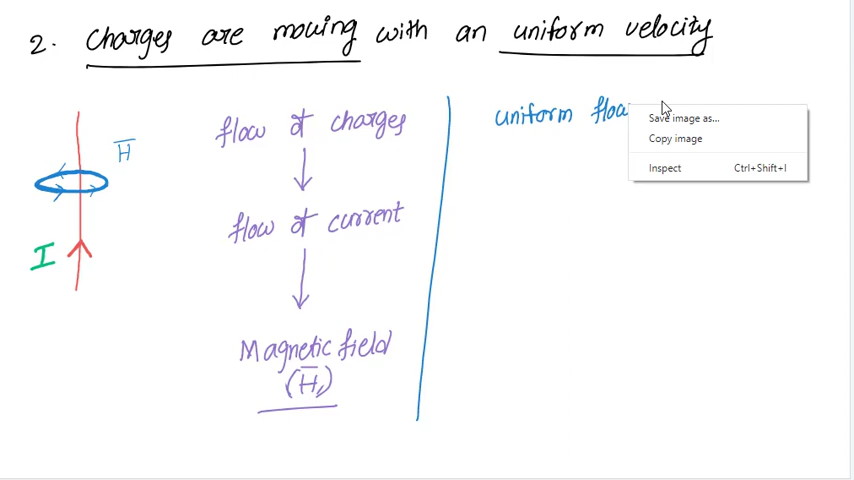 2. Charges are moving with an uniform velocity
H
flow of charges
flow of current
I
Magnetic field
(H)
uniform flow
Save image as...
Copy image
Inspect Ctrl+Shift+I